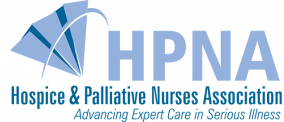 HPNA
Hospice & Palliative Nurses Association
Advancing Expert Care in Serious Illness